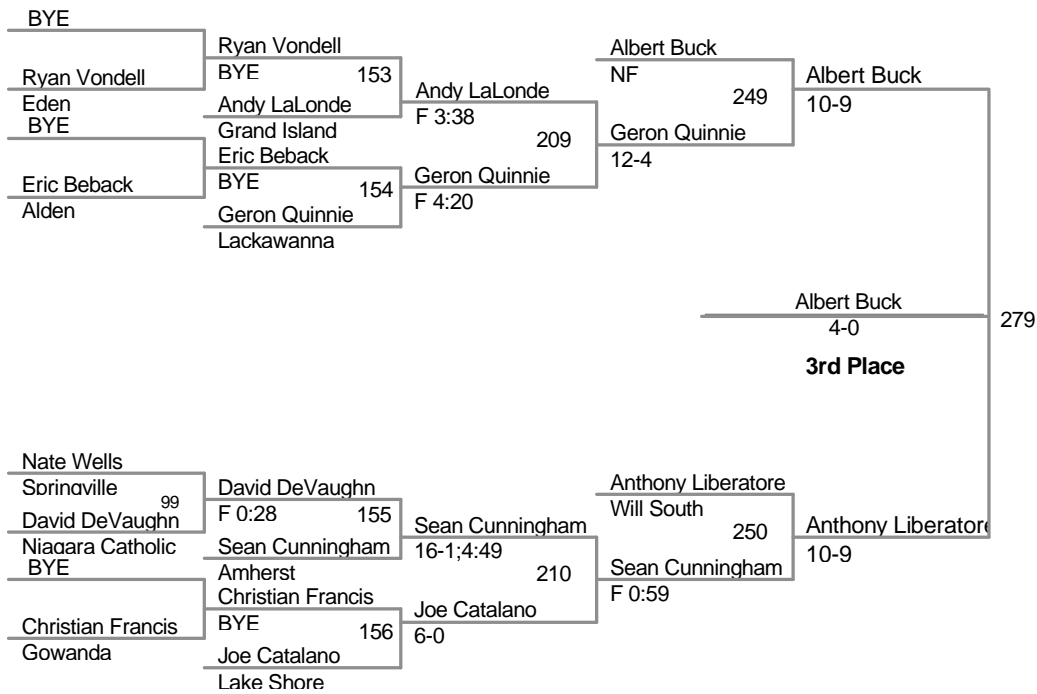 BYE
Ryan Vondell
Eden
BYE
Eric Beback
Alden
Ryan Vondell
BYE 153
Andy LaLonde
Grand Island
Eric Beback
BYE 154
Geron Quinnie
Lackawanna
Andy LaLonde
F 3:38
209
Geron Quinnie
F 4:20
Albert Buck
NF
249
Geron Quinnie
12-4
Albert Buck
10-9
Albert Buck
4-0
3rd Place
279
Nate Wells
Springville
99
David DeVaughn
Niagara Catholic
BYE
Christian Francis
Gowanda
David DeVaughn
F 0:28 155
Sean Cunningham
Amherst
Christian Francis
BYE 156
Joe Catalano
Lake Shore
Sean Cunningham
16-1;4:49
210
Joe Catalano
6-0
Anthony Liberatore
Will South
250
Sean Cunningham
F 0:59
Anthony Liberatore
10-9